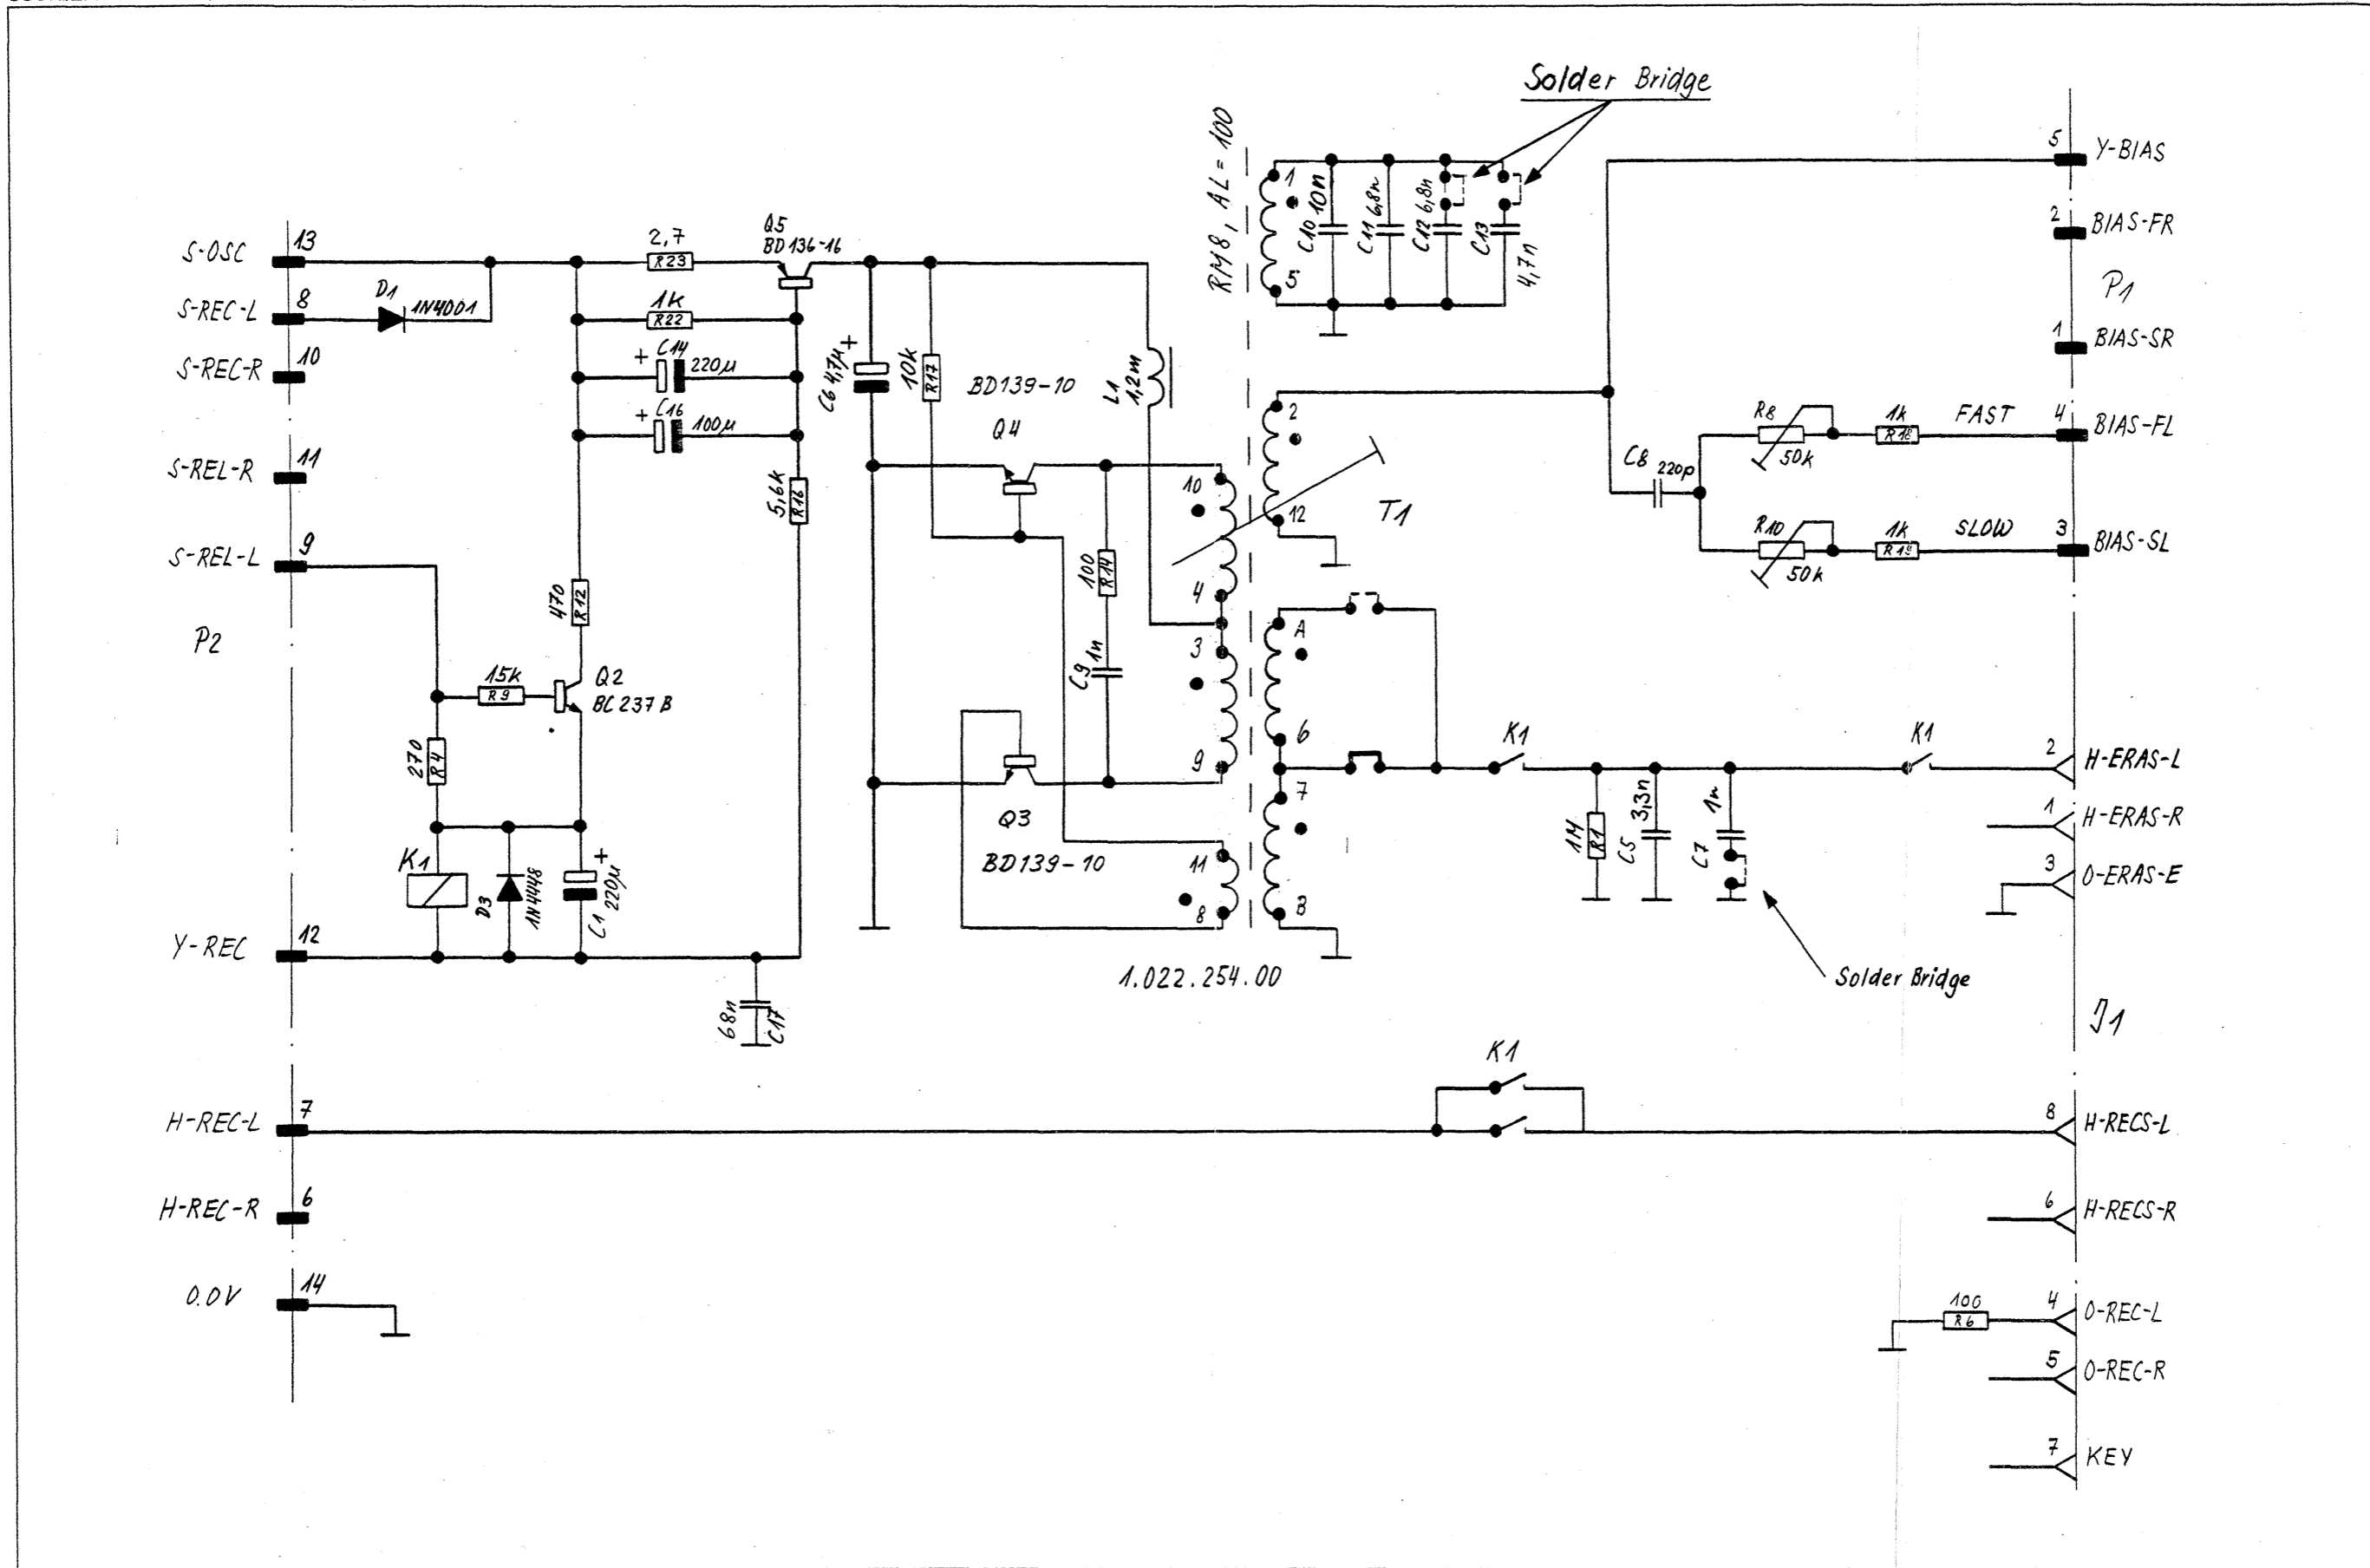 Solder Bridge
RM8, AL=100
1
5
C10 10n
C11 6,8n
C12 6,8n
C13
4,7n
5 Y-BIAS
2 BIAS-FR
P1
1 BIAS-SR
4 BIAS-FL
3 BIAS-SL
S-OSC 13
S-REC-L 8
D1
1N4001
S-REC-R 10
S-REL-R 11
S-REL-L 9
P2
2,7
R23
Q5
BD136-16
1K
R22
C14
+
220µ
C16
+
100µ
5,6K
R16
C6 4,7µ
+
10K
R17
BD139-10
Q4
L1
1,2m
2
12
T1
C8
220p
R8
50k
1k
R18
FAST
R10
50k
1k
R19
SLOW
470
R12
15k
R9
Q2
BC237B
270
R4
100
R14
C9 1n
10
4
3
9
11
8
A
6
7
B
Q3
BD139-10
1.022.254.00
K1
K1
1M
R1
C5 3,3n
C7 1n
Solder Bridge
2 H-ERAS-L
1 H-ERAS-R
3 O-ERAS-E
J1
K1
D3
1N4448
C1
+
220µ
Y-REC 12
68n
C17
H-REC-L 7
K1
8 H-RECS-L
H-REC-R 6
6 H-RECS-R
0.0V 14
100
R6
4 O-REC-L
5 O-REC-R
7 KEY